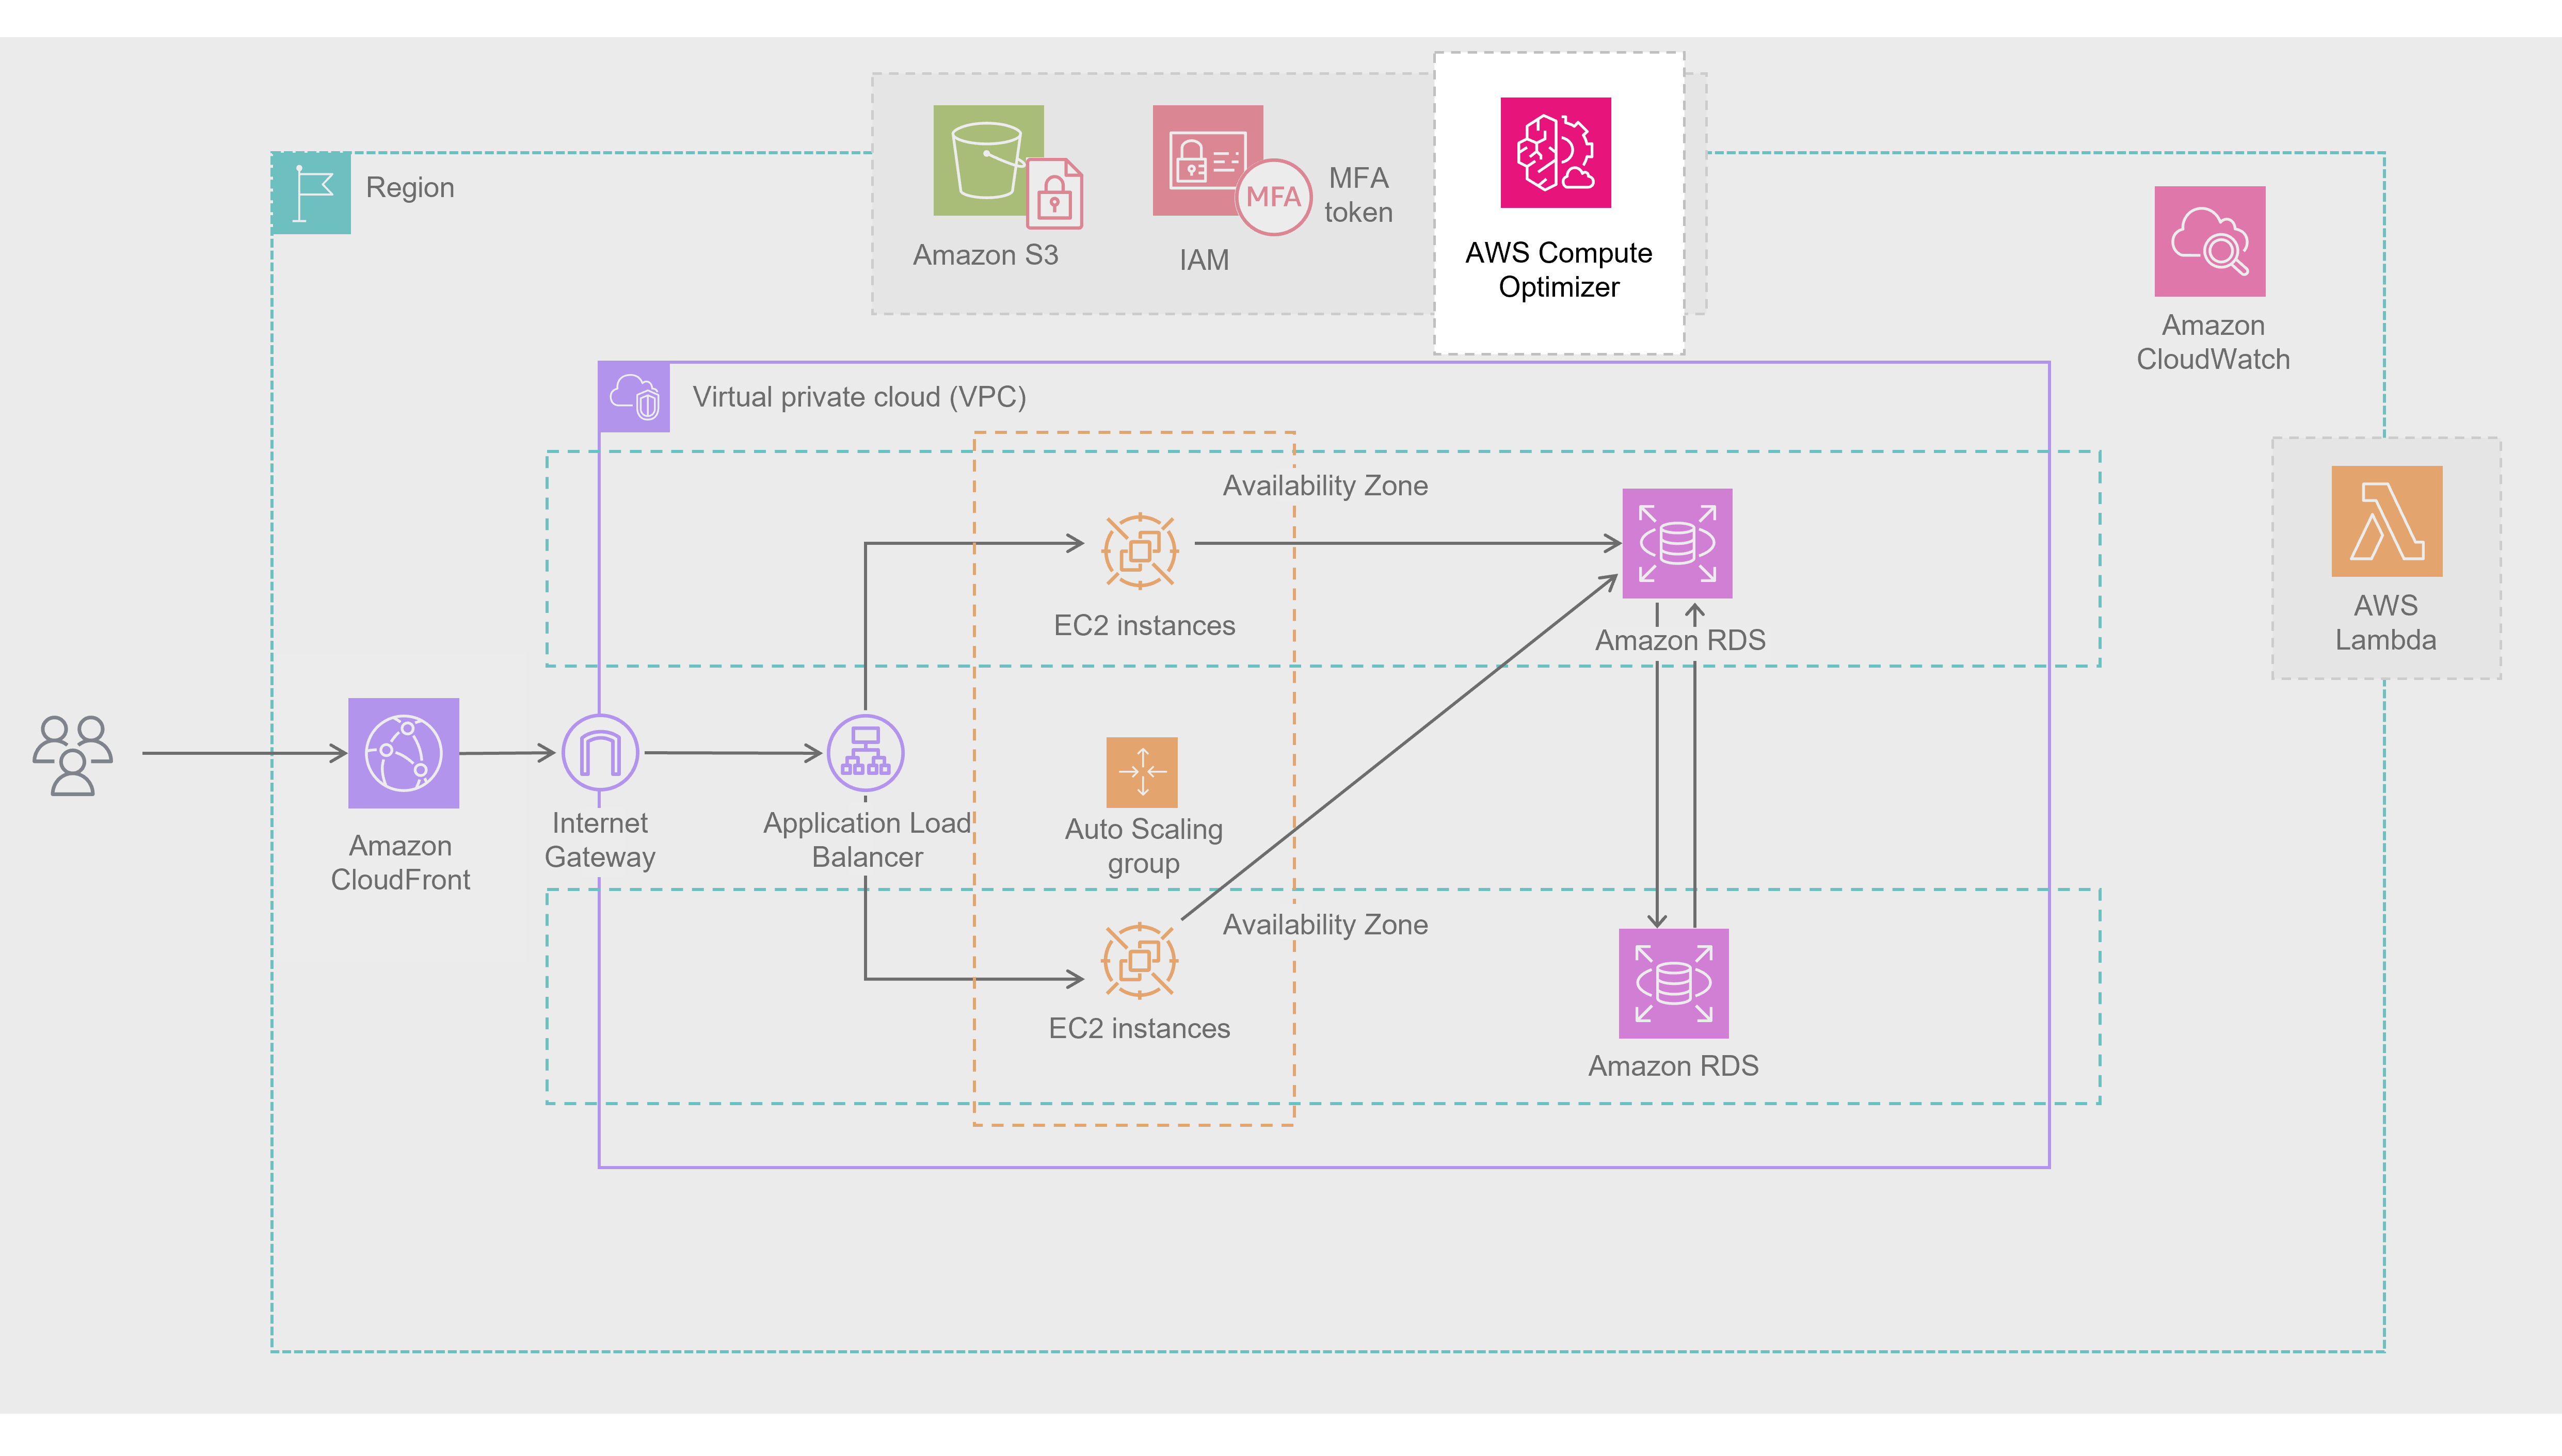 Region
Amazon S3
IAM
MFA
MFA
token
AWS Compute
Optimizer
Amazon
CloudWatch
Virtual private cloud (VPC)
Availability Zone
EC2 instances
Amazon RDS
AWS
Lambda
Amazon
CloudFront
Internet
Gateway
Application Load
Balancer
Auto Scaling
group
Availability Zone
EC2 instances
Amazon RDS